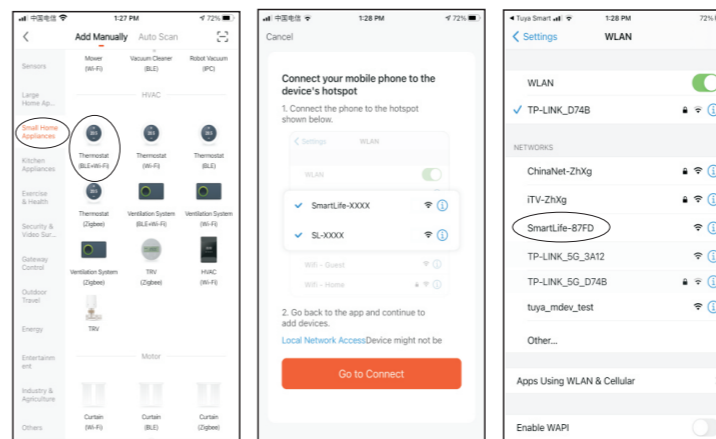 中国电信 1:27 PM 72%
Add Manually Auto Scan
Sensors
Large
Home Ap...
Small Home
Appliances
Kitchen
Appliances
Exercise
& Health
Security &
Video Sur...
Gateway
Control
Outdoor
Travel
Energy
Entertainm
ent
Industry &
Agriculture
Others
Mower
(Wi-Fi)
Vacuum Cleaner
(BLE)
Robot Vacuum
(IPC)
HVAC
Thermostat
(BLE+Wi-Fi)
Thermostat
(Wi-Fi)
Thermostat
(BLE)
Thermostat
(Zigbee)
Ventilation System
(BLE+Wi-Fi)
Ventilation System
(Wi-Fi)
Ventilation System
(Zigbee)
TRV
(Zigbee)
HVAC
(Wi-Fi)
TRV
Motor
Curtain
(Wi-Fi)
Curtain
(BLE)
Curtain
(Zigbee)
中国电信 1:28 PM 72%
Cancel
Connect your mobile phone to the
device's hotspot
1. Connect the phone to the hotspot
shown below.
Settings WLAN
WLAN
SmartLife-XXXX
SL-XXXX
Wifi - Guest
Wifi - Home
2. Go back to the app and continue to
add devices.
Local Network AccessDevice might not be
Go to Connect
Tuya Smart 1:28 PM 72%
Settings WLAN
WLAN
TP-LINK_D74B
NETWORKS
ChinaNet-ZhXg
iTV-ZhXg
SmartLife-87FD
TP-LINK_5G_3A12
TP-LINK_5G_D74B
tuya_mdev_test
Other...
Apps Using WLAN & Cellular
Enable WAPI